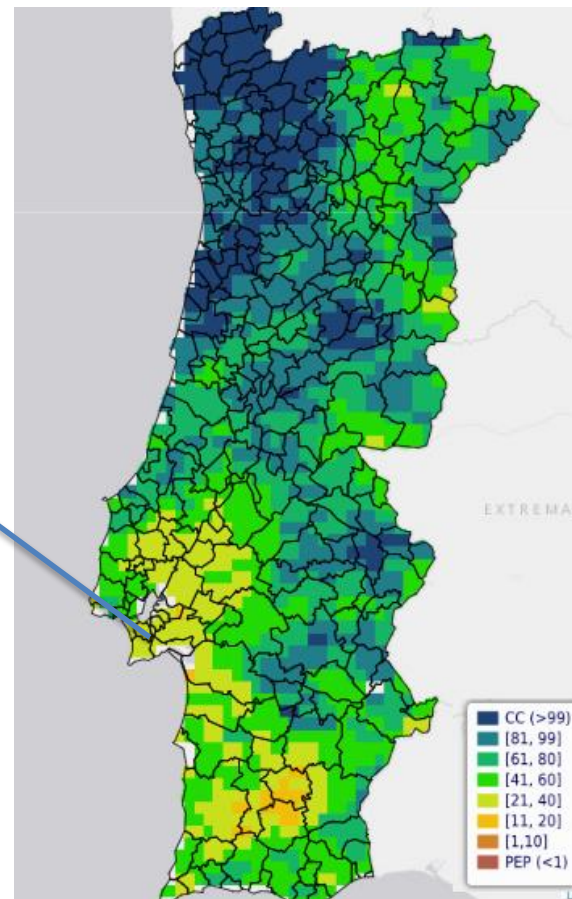 EXTREMA
CC (>99)
[81, 99]
[61, 80]
[41, 60]
[21, 40]
[11, 20]
[1,10]
PEP (<1)
L